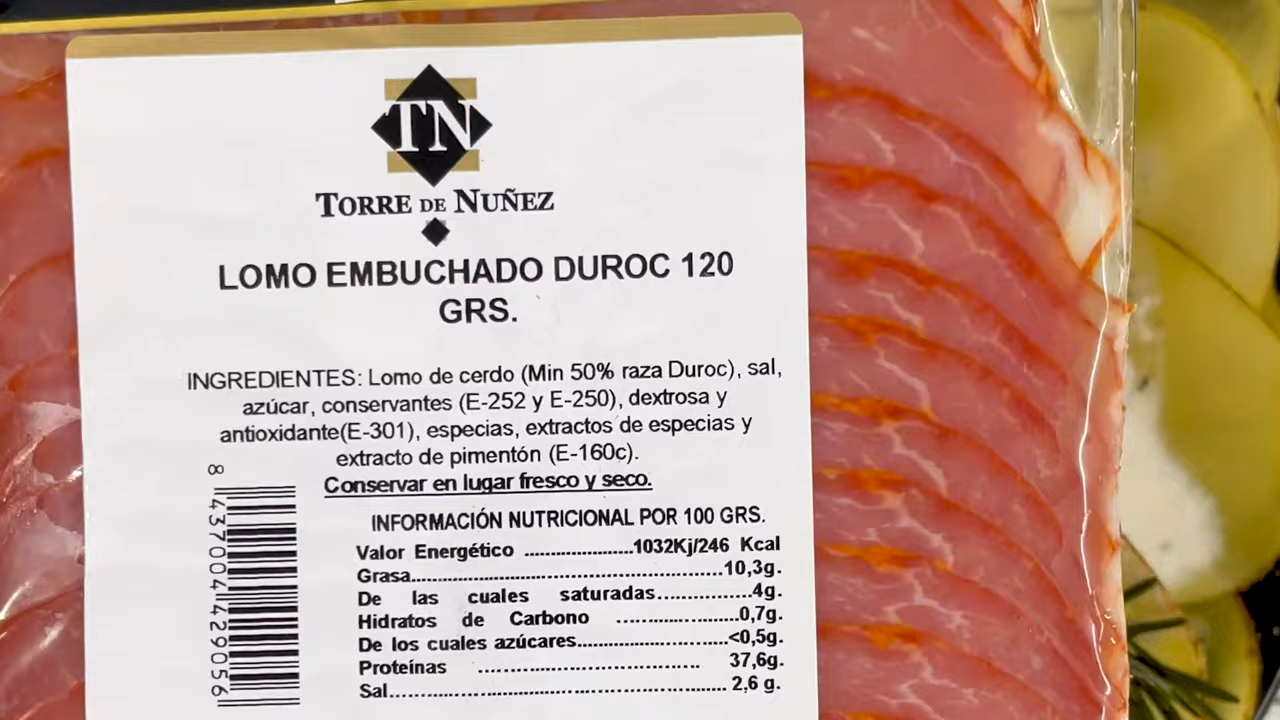 TN
TORRE DE NUÑEZ
LOMO EMBUCHADO DUROC 120
GRS.
INGREDIENTES: Lomo de cerdo (Min 50% raza Duroc), sal,
azúcar, conservantes (E-252 y E-250), dextrosa y
antioxidante(E-301), especias, extractos de especias y
extracto de pimentón (E-160c).
Conservar en lugar fresco y seco.
8 437004 429056
INFORMACIÓN NUTRICIONAL POR 100 GRS.
Valor Energético ......................1032Kj/246 Kcal
Grasa..........................................................10,3g.
De las cuales saturadas..................4g.
Hidratos de Carbono .......................0,7g.
De los cuales azúcares............................<0,5g.
Proteínas ......................................... 37,6g.
Sal............................................................... 2,6 g.